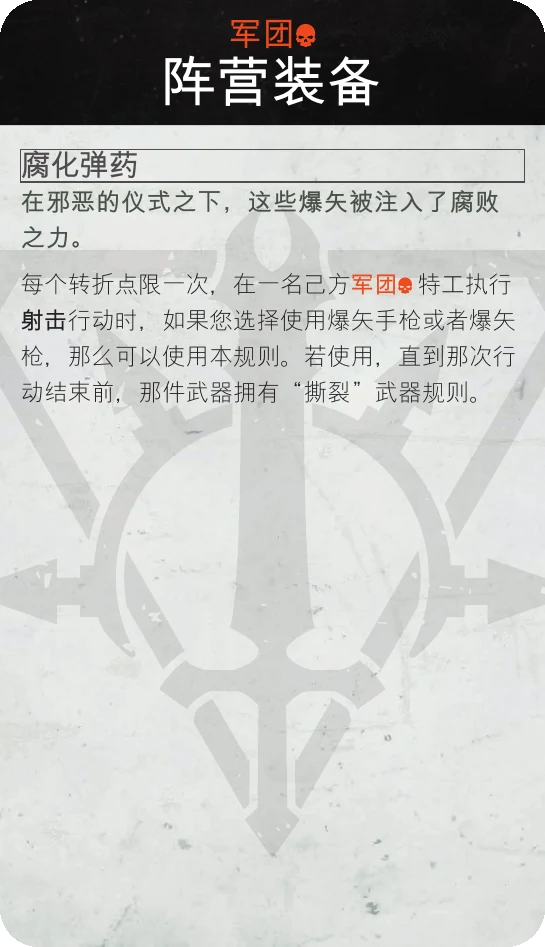 军团
阵营装备
腐化弹药
在邪恶的仪式之下，这些爆矢被注入了腐败
之力。
每个转折点限一次，在一名己方军团 特工执行
射击行动时，如果您选择使用爆矢手枪或者爆矢
枪，那么可以使用本规则。若使用，直到那次行
动结束前，那件武器拥有“撕裂”武器规则。